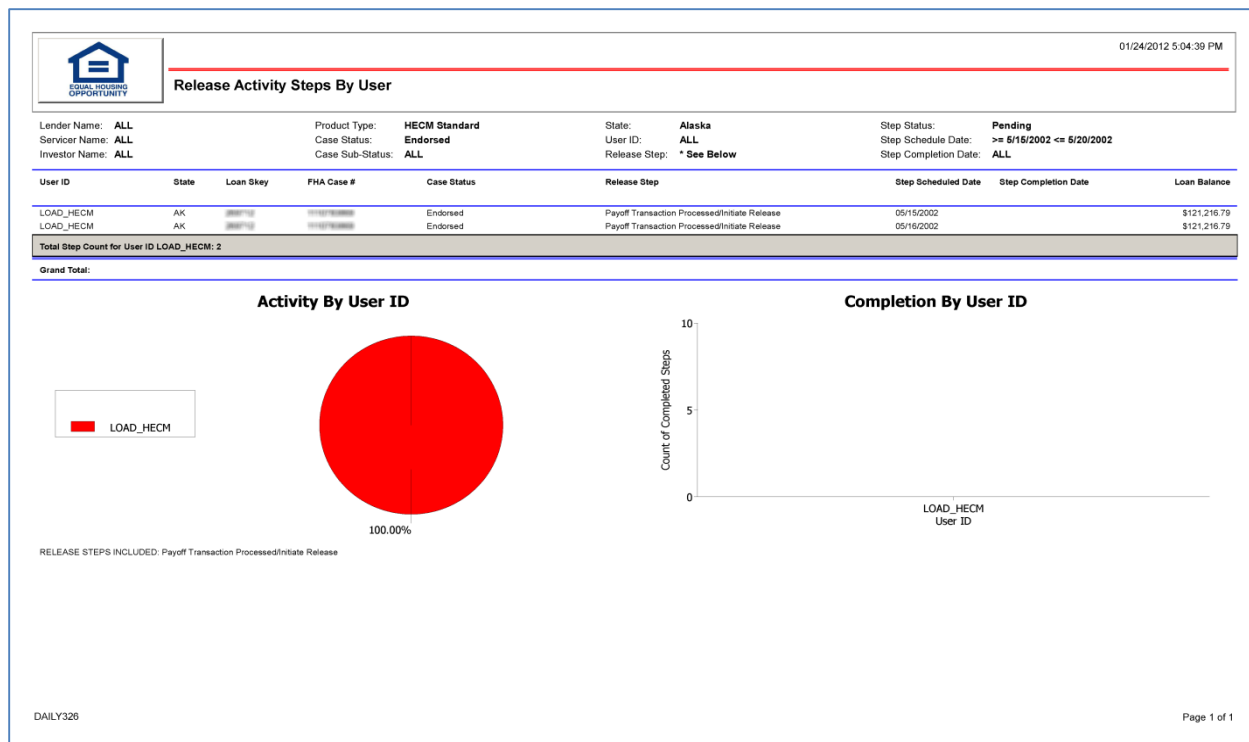 01/24/2012 5:04:39 PM
EQUAL HOUSING
OPPORTUNITY
Release Activity Steps By User
Lender Name: ALL Product Type: HECM Standard State: Alaska Step Status: Pending
Servicer Name: ALL Case Status: Endorsed User ID: ALL Step Schedule Date: >= 5/15/2002 <= 5/20/2002
Investor Name: ALL Case Sub-Status: ALL Release Step: * See Below Step Completion Date: ALL
User ID State Loan Skey FHA Case # Case Status Release Step Step Scheduled Date Step Completion Date Loan Balance
LOAD_HECM AK Endorsed Payoff Transaction Processed/Initiate Release 05/15/2002 $121,216.79
LOAD_HECM AK Endorsed Payoff Transaction Processed/Initiate Release 05/16/2002 $121,216.79
Total Step Count for User ID LOAD_HECM: 2
Grand Total:
Activity By User ID
LOAD_HECM
100.00%
Completion By User ID
Count of Completed Steps
10
5
0
LOAD_HECM
User ID
RELEASE STEPS INCLUDED: Payoff Transaction Processed/Initiate Release
DAILY326 Page 1 of 1